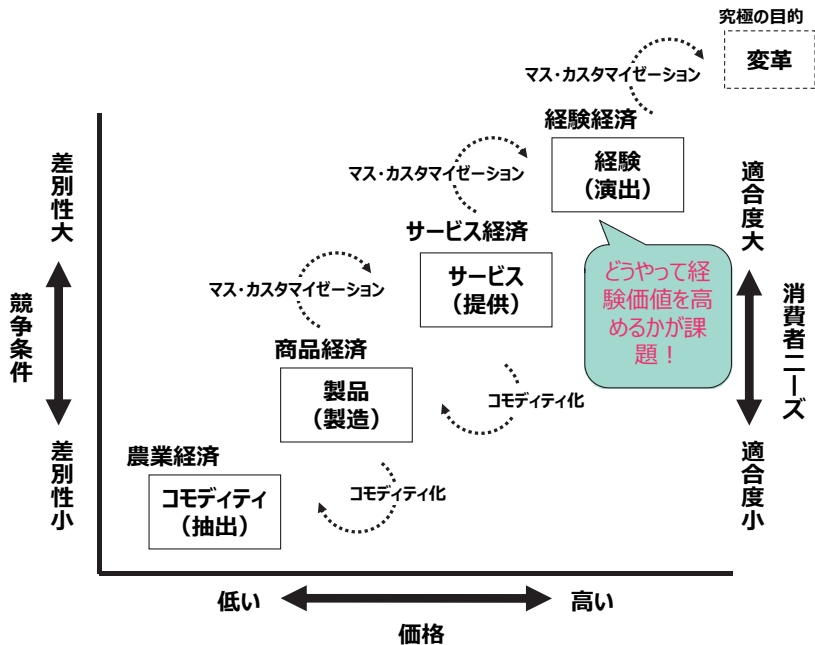 究極の目的
変革
マス・カスタマイゼーション
経験経済
経験
（演出）
マス・カスタマイゼーション
サービス経済
サービス
（提供）
マス・カスタマイゼーション
商品経済
製品
（製造）
コモディティ化
農業経済
コモディティ
（抽出）
コモディティ化
どうやって経
験価値を高
めるかが課
題！
差別性大
競争条件
差別性小
適合度大
消費者ニーズ
適合度小
低い
高い
価格